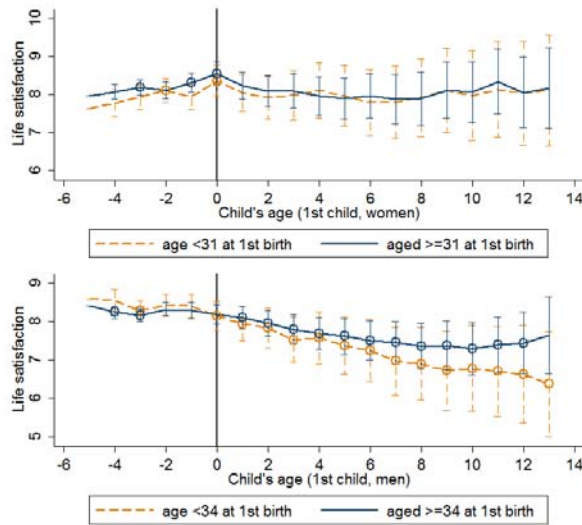 10
9
8
7
6
Life satisfaction
-6 -4 -2 0 2 4 6 8 10 12 14
Child's age (1st child, women)
age <31 at 1st birth aged >=31 at 1st birth
9
8
7
6
5
Life satisfaction
-6 -4 -2 0 2 4 6 8 10 12 14
Child's age (1st child, men)
age <34 at 1st birth aged >=34 at 1st birth